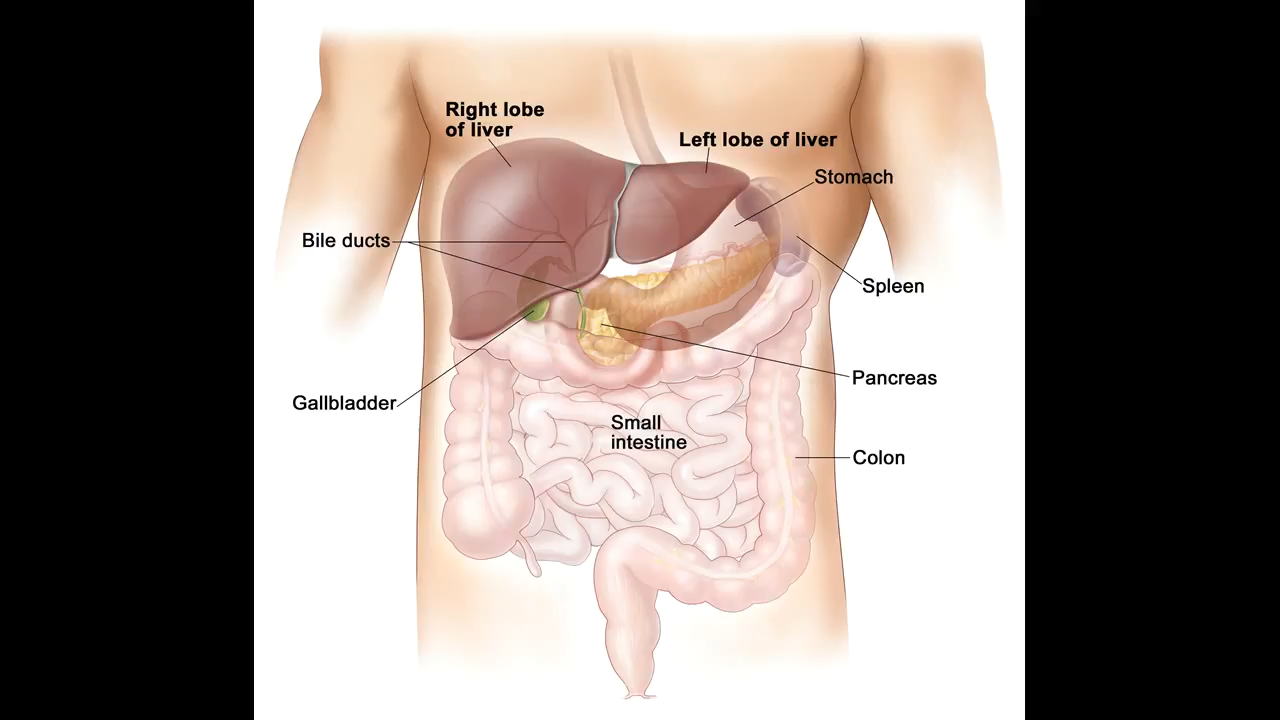 Right lobe
of liver
Left lobe of liver
Stomach
Bile ducts
Spleen
Pancreas
Gallbladder
Small
intestine
Colon